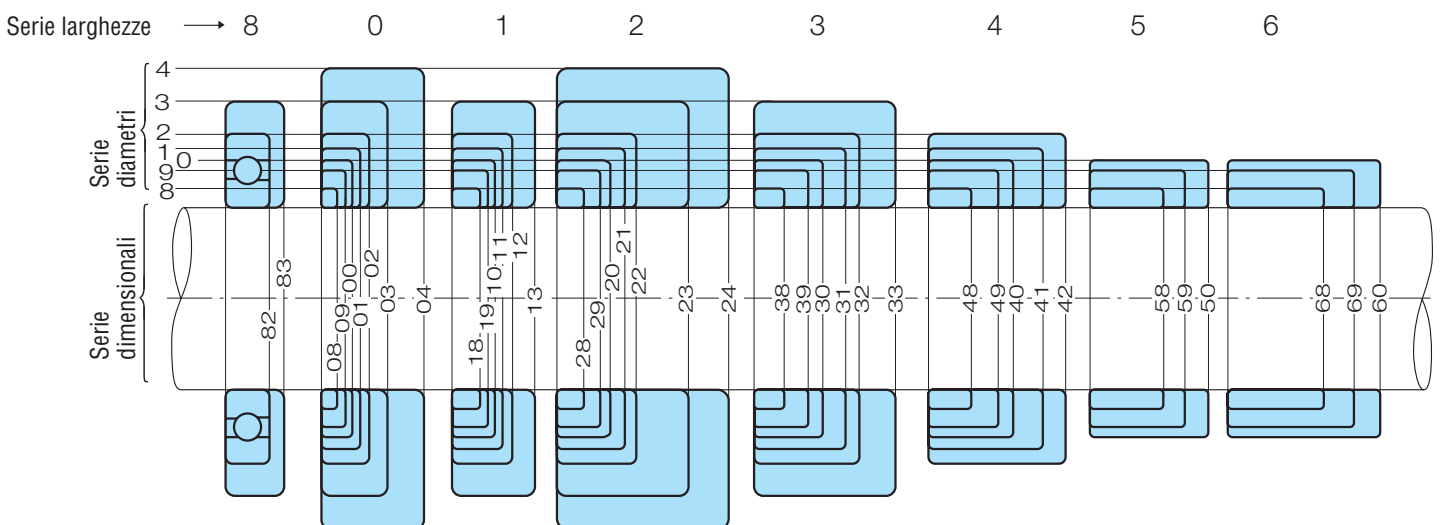 Serie larghezze → 8 0 1 2 3 4 5 6
Serie diametri
4
3
2
1
0
9
8
Serie dimensionali
82 83
08 09 00 01 02 03 04
18 19 10 11 12 13
28 29 20 21 22 23 24
38 39 30 31 32 33
48 49 40 41 42
58 59 50
68 69 60